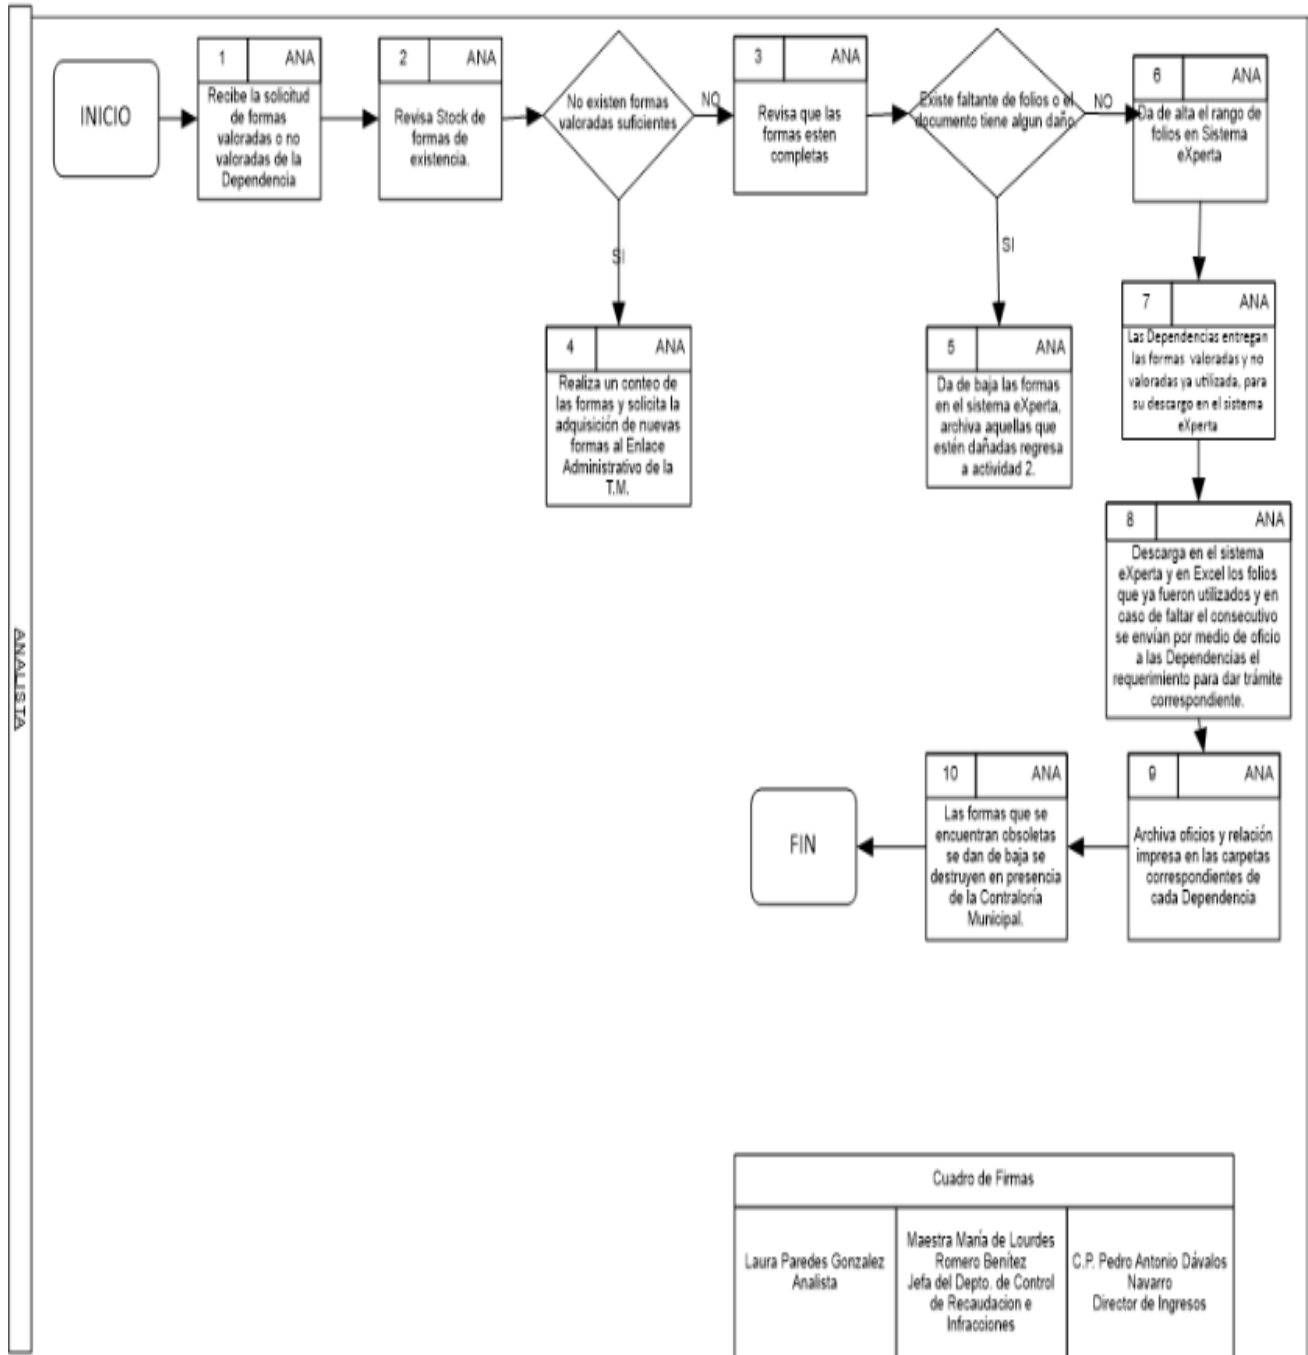 INICIO
1 ANA
Recibe la solicitud
de formas
valoradas o no
valoradas de la
Dependencia
2 ANA
Revisa Stock de
formas de
existencia.
No existen formas
valoradas suficientes
NO
SI
3 ANA
Revisa que las
formas esten
completas
Existe faltante de folios o el
documento tiene algun daño.
NO
SI
6 ANA
Da de alta el rango de
folios en Sistema
eXperta
4 ANA
Realiza un conteo de
las formas y solicita la
adquisición de nuevas
formas al Enlace
Administrativo de la
T.M.
5 ANA
Da de baja las formas
en el sistema eXperta,
archiva aquellas que
estén dañadas regresa
a actividad 2.
7 ANA
Las Dependencias entregan
las formas valoradas y no
valoradas ya utilizada, para
su descargo en el sistema
eXperta
8 ANA
Descarga en el sistema
eXperta y en Excel los folios
que ya fueron utilizados y en
caso de faltar el consecutivo
se envían por medio de oficio
a las Dependencias el
requerimiento para dar trámite
correspondiente.
9 ANA
Archiva oficios y relación
impresa en las carpetas
correspondientes de
cada Dependencia
10 ANA
Las formas que se
encuentran obsoletas
se dan de baja se
destruyen en presencia
de la Contraloría
Municipal.
FIN
ANALISTA
Cuadro de Firmas
Laura Paredes Gonzalez
Analista
Maestra María de Lourdes
Romero Benítez
Jefa del Depto. de Control
de Recaudacion e
Infracciones
C.P. Pedro Antonio Dávalos
Navarro
Director de Ingresos